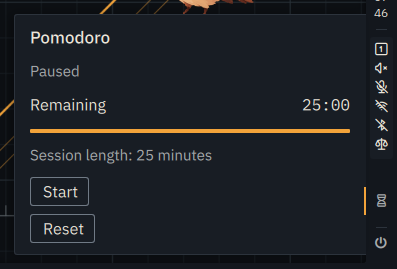 Pomodoro
Paused
Remaining 25:00
Session length: 25 minutes
Start
Reset
46
1